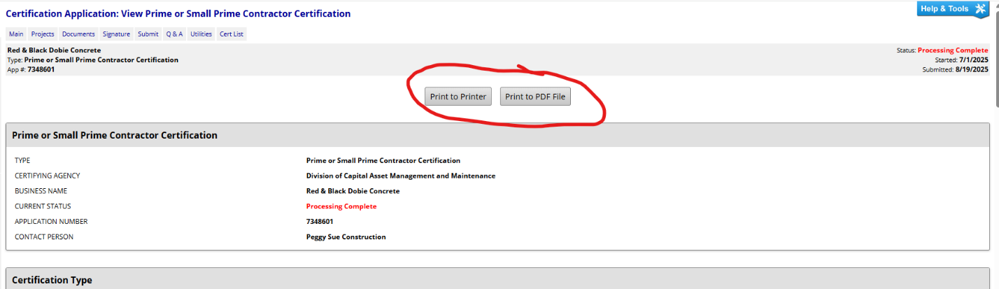 Certification Application: View Prime or Small Prime Contractor Certification
Help & Tools
Main Projects Documents Signature Submit Q & A Utilities Cert List
Red & Black Dobie Concrete
Status: Processing Complete
Type: Prime or Small Prime Contractor Certification
Started: 7/1/2025
App #: 7348601
Submitted: 8/19/2025
Print to Printer Print to PDF File
Prime or Small Prime Contractor Certification
TYPE Prime or Small Prime Contractor Certification
CERTIFYING AGENCY Division of Capital Asset Management and Maintenance
BUSINESS NAME Red & Black Dobie Concrete
CURRENT STATUS Processing Complete
APPLICATION NUMBER 7348601
CONTACT PERSON Peggy Sue Construction
Certification Type